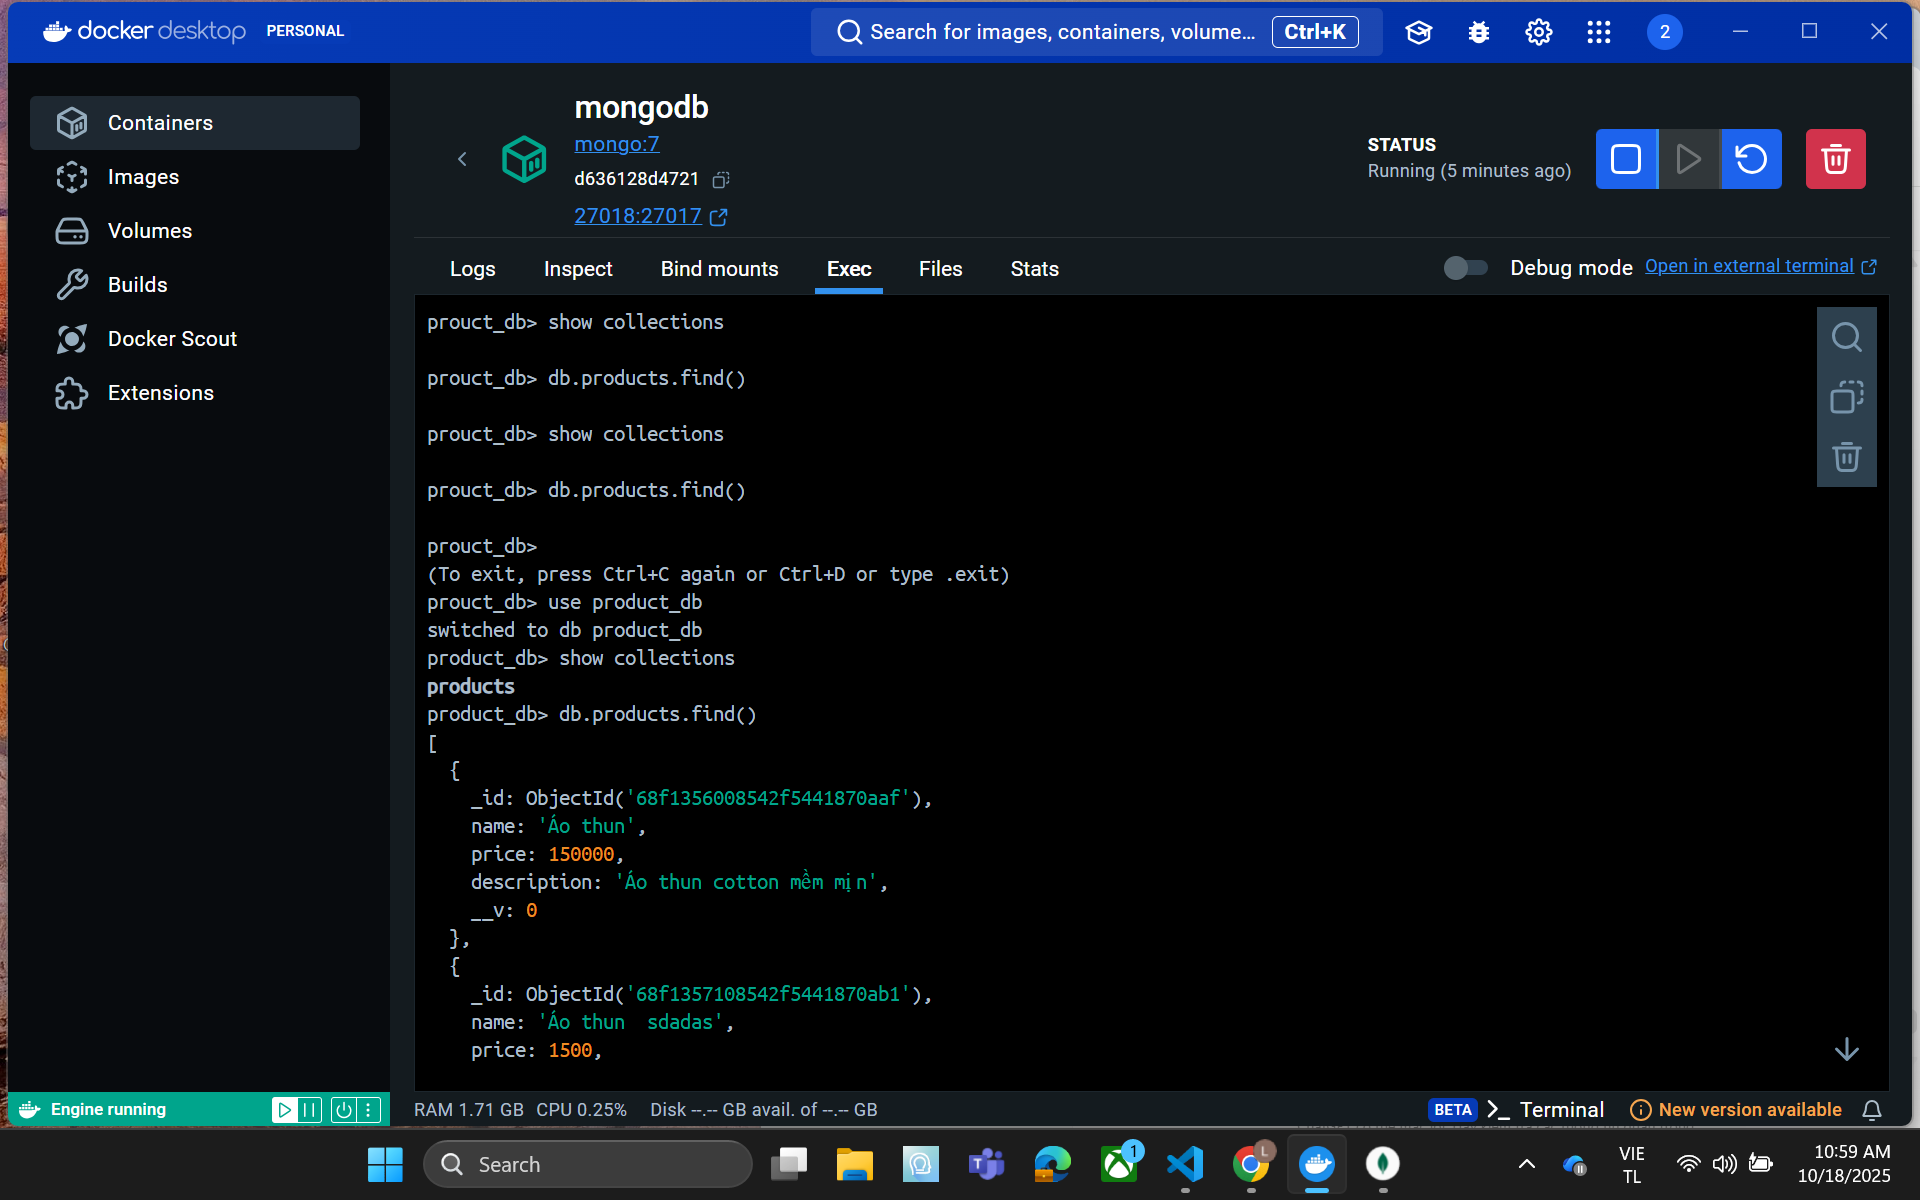 docker desktop PERSONAL
Search for images, containers, volume... Ctrl+K
2
Containers
Images
Volumes
Builds
Docker Scout
Extensions
mongodb
mongo:7
d636128d4721
27018:27017
STATUS
Running (5 minutes ago)
Logs Inspect Bind mounts Exec Files Stats
Debug mode Open in external terminal
prouct_db> show collections
prouct_db> db.products.find()
prouct_db> show collections
prouct_db> db.products.find()
prouct_db>
(To exit, press Ctrl+C again or Ctrl+D or type .exit)
prouct_db> use product_db
switched to db product_db
product_db> show collections
products
product_db> db.products.find()
[
{
_id: ObjectId('68f1356008542f5441870aaf'),
name: 'Áo thun',
price: 150000,
description: 'Áo thun cotton mềm mịn',
__v: 0
},
{
_id: ObjectId('68f1357108542f5441870ab1'),
name: 'Áo thun  sdadas',
price: 1500,
Engine running
RAM 1.71 GB CPU 0.25% Disk --.-- GB avail. of --.-- GB
BETA Terminal New version available
Search
1
L
VIE
TL
10:59 AM
10/18/2025